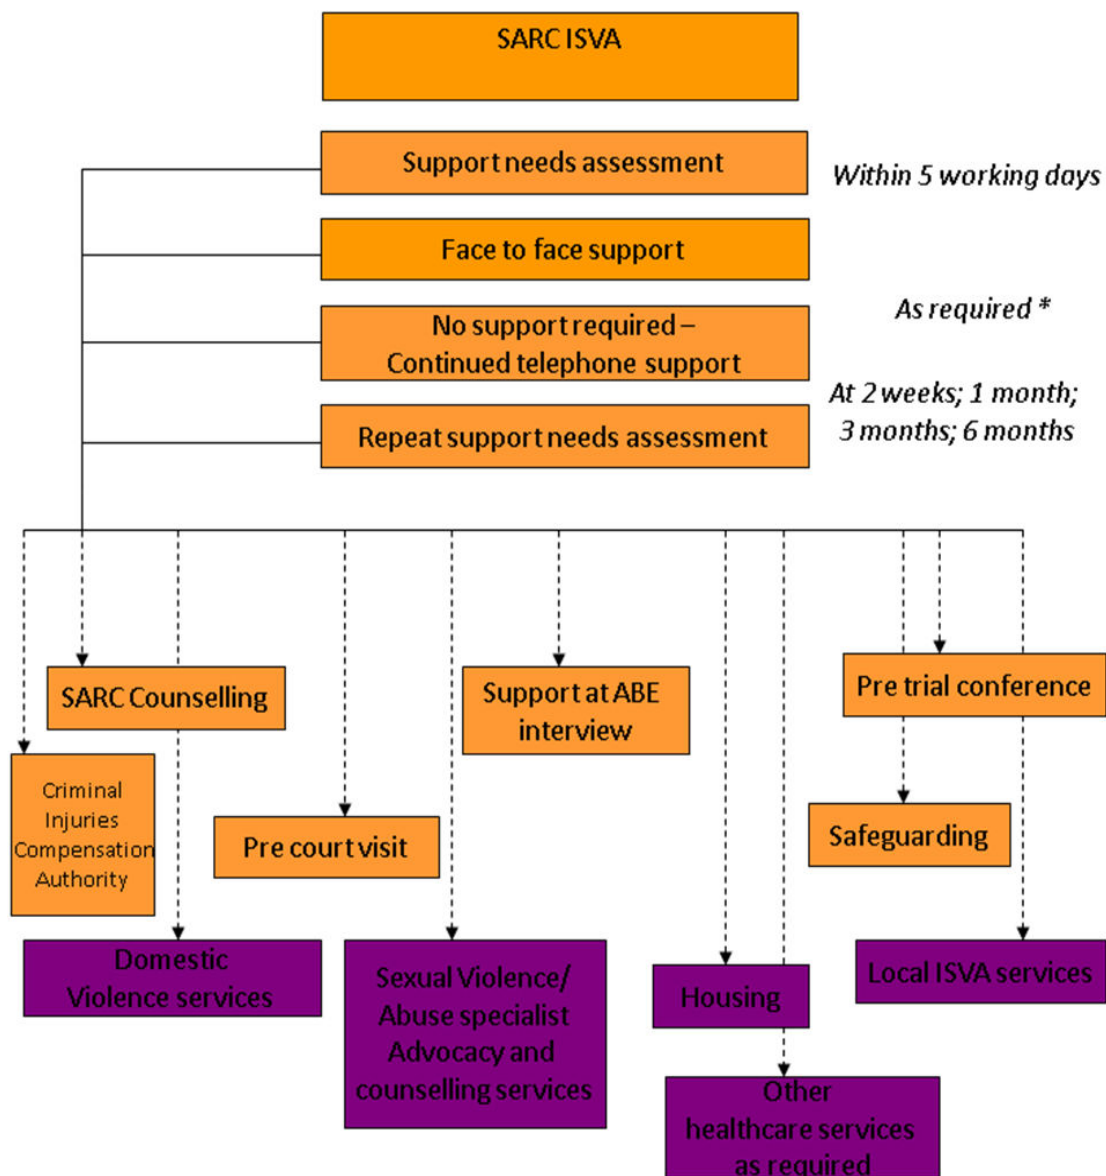 SARC ISVA
Support needs assessment
Within 5 working days
Face to face support
As required *
No support required –
Continued telephone support
At 2 weeks; 1 month;
3 months; 6 months
Repeat support needs assessment
SARC Counselling
Support at ABE
interview
Pre trial conference
Criminal
Injuries
Compensation
Authority
Pre court visit
Safeguarding
Domestic
Violence services
Sexual Violence/
Abuse specialist
Advocacy and
counselling services
Housing
Local ISVA services
Other
healthcare services
as required